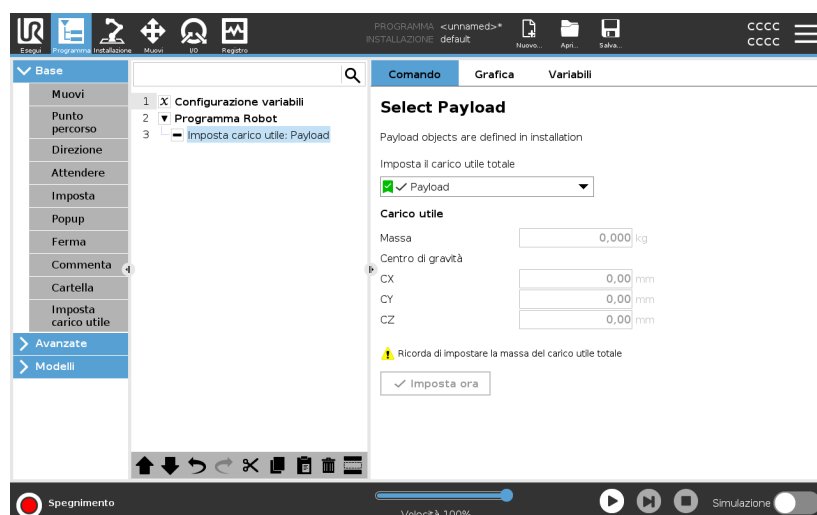 PROGRAMMA <unnamed>*
INSTALLAZIONE default
CCCC
CCCC
Esegui
Programma
Installazione
Muovi
I/O
Registro
Nuovo...
Apri...
Salva...
Base
Muovi
Punto
percorso
Direzione
Attendere
Imposta
Popup
Ferma
Commenta
Cartella
Imposta
carico utile
Avanzate
Modelli
1 X Configurazione variabili
2 Programma Robot
3 Imposta carico utile: Payload
Comando Grafica Variabili
Select Payload
Payload objects are defined in installation
Imposta il carico utile totale
Payload
Carico utile
Massa 0,000 kg
Centro di gravità
CX 0,00 mm
CY 0,00 mm
CZ 0,00 mm
Ricorda di impostare la massa del carico utile totale
Imposta ora
Spegnimento
Velocità 100%
Simulazione